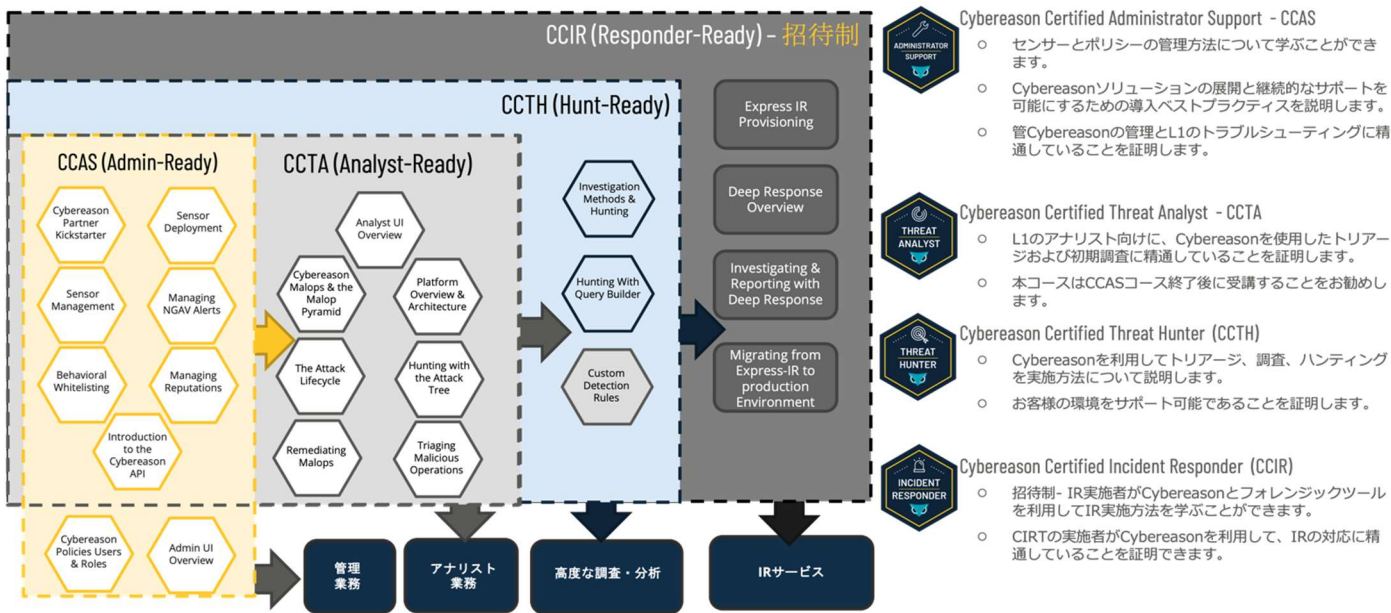 CCIR (Responder-Ready) – 招待制
CCTH (Hunt-Ready)
CCAS (Admin-Ready)
CCTA (Analyst-Ready)
Cybereason
Partner
Kickstarter
Sensor
Deployment
Sensor
Management
Managing
NGAV Alerts
Behavioral
Whitelisting
Managing
Reputations
Introduction
to the
Cybereason
API
Cybereason
Policies Users
& Roles
Admin UI
Overview
Analyst UI
Overview
Cybereason
Malops & the
Malop
Pyramid
Platform
Overview &
Architecture
The Attack
Lifecycle
Hunting with
the Attack
Tree
Remediating
Malops
Triaging
Malicious
Operations
Investigation
Methods &
Hunting
Hunting With
Query Builder
Custom
Detection
Rules
Express IR
Provisioning
Deep Response
Overview
Investigating &
Reporting with
Deep Response
Migrating from
Express-IR to
production
Environment
管理
業務
アナリスト
業務
高度な調査・分析
IRサービス
ADMINISTRATOR
SUPPORT
Cybereason Certified Administrator Support - CCAS
センサーとポリシーの管理方法について学ぶことができ
ます。
Cybereasonソリューションの展開と継続的なサポートを
可能にするための導入ベストプラクティスを説明します。
管Cybereasonの管理とL1のトラブルシューティングに精
通していることを証明します。
THREAT
ANALYST
Cybereason Certified Threat Analyst - CCTA
L1のアナリスト向けに、Cybereasonを使用したトリアー
ジおよび初期調査に精通していることを証明します。
本コースはCCASコース終了後に受講することをお勧めし
ます。
THREAT
HUNTER
Cybereason Certified Threat Hunter (CCTH)
Cybereasonを利用してトリアージ、調査、ハンティング
を実施方法について説明します。
お客様の環境をサポート可能であることを証明します。
INCIDENT
RESPONDER
Cybereason Certified Incident Responder (CCIR)
招待制- IR実施者がCybereasonとフォレンジックツール
を利用してIR実施方法を学ぶことができます。
CIRTの実施者がCybereasonを利用して、IRの対応に精
通していることを証明できます。